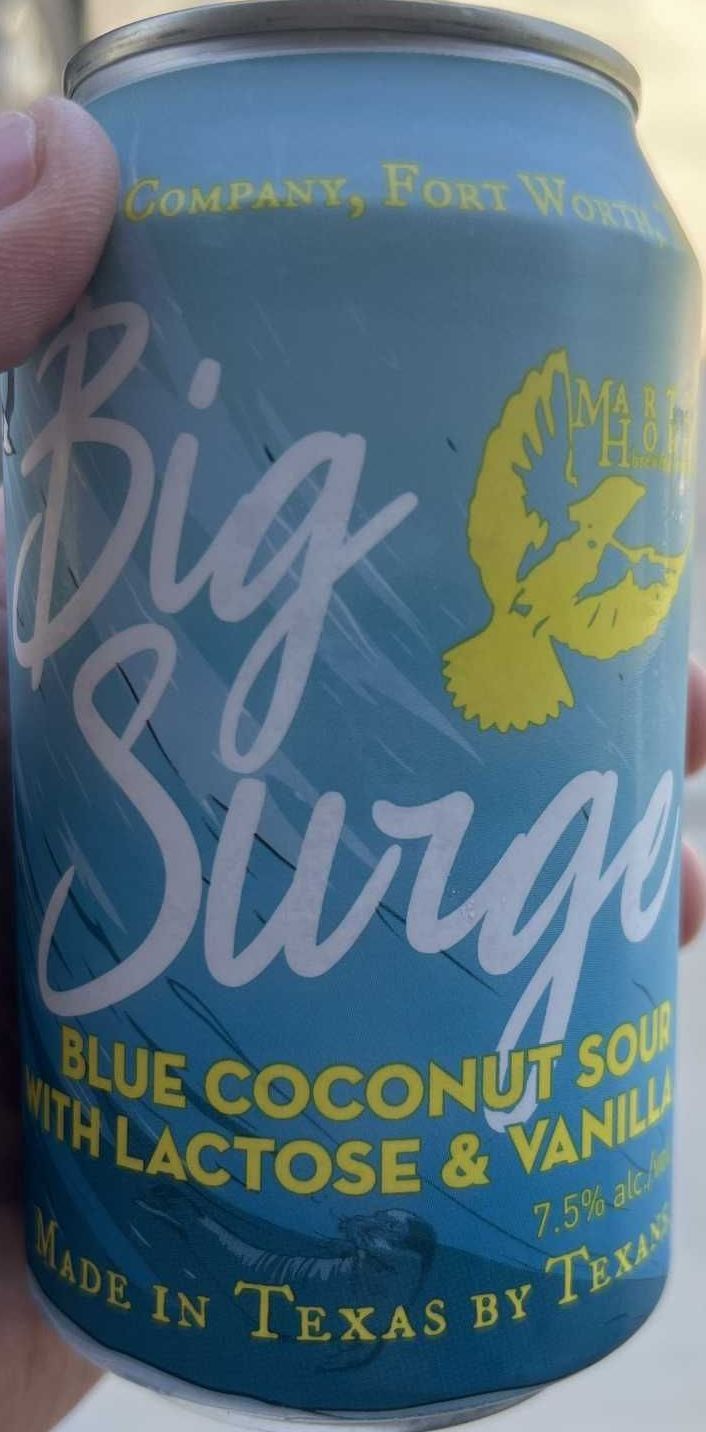 Company, Fort Worth,
Big
Surge
BLUE COCONUT SOUR
WITH LACTOSE & VANILLA
7.5% alc./
Made in Texas by Texans